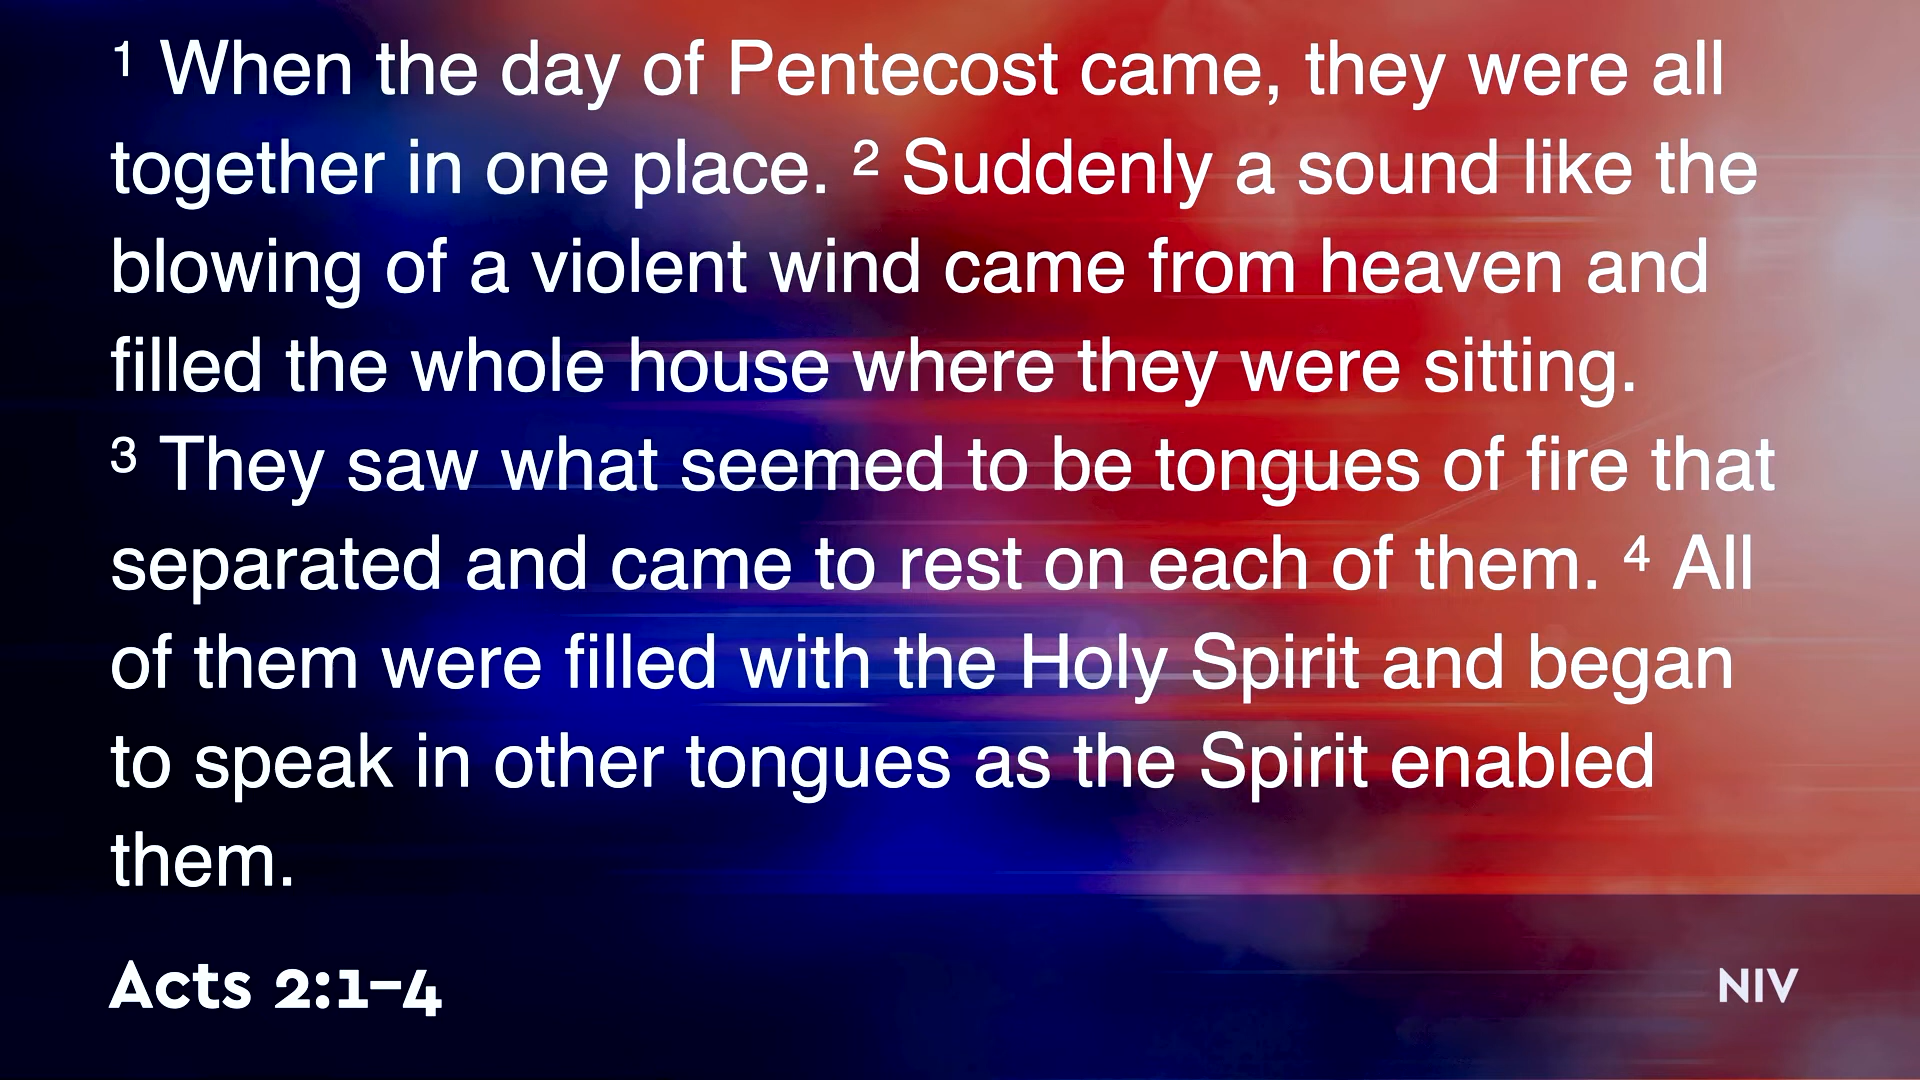 ¹ When the day of Pentecost came, they were all
together in one place. ² Suddenly a sound like the
blowing of a violent wind came from heaven and
filled the whole house where they were sitting.
³ They saw what seemed to be tongues of fire that
separated and came to rest on each of them. ⁴ All
of them were filled with the Holy Spirit and began
to speak in other tongues as the Spirit enabled
them.
Acts 2:1–4
NIV